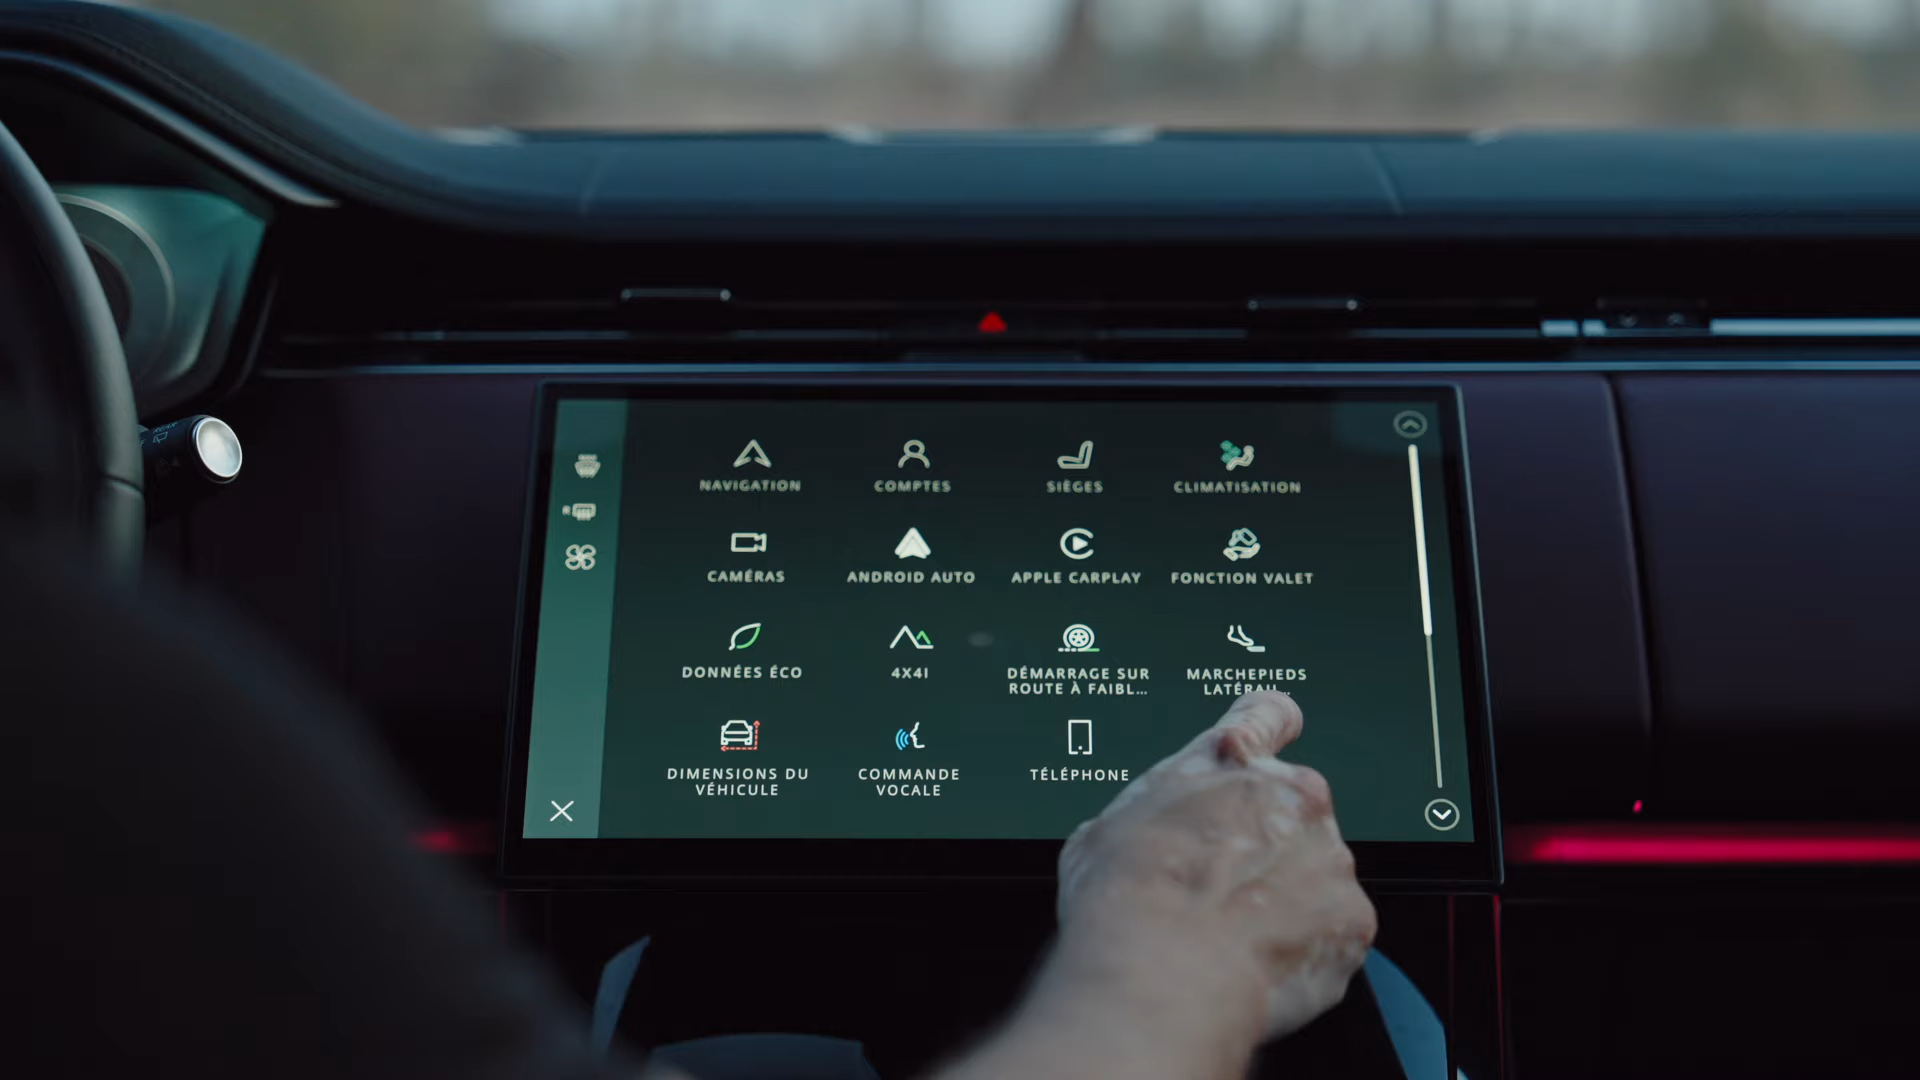 NAVIGATION
COMPTES
SIÈGES
CLIMATISATION
CAMÉRAS
ANDROID AUTO
APPLE CARPLAY
FONCTION VALET
DONNÉES ÉCO
4X4I
DÉMARRAGE SUR
ROUTE À FAIBL…
MARCHEPIEDS
DIMENSIONS DU
VÉHICULE
COMMANDE
VOCALE
TÉLÉPHONE